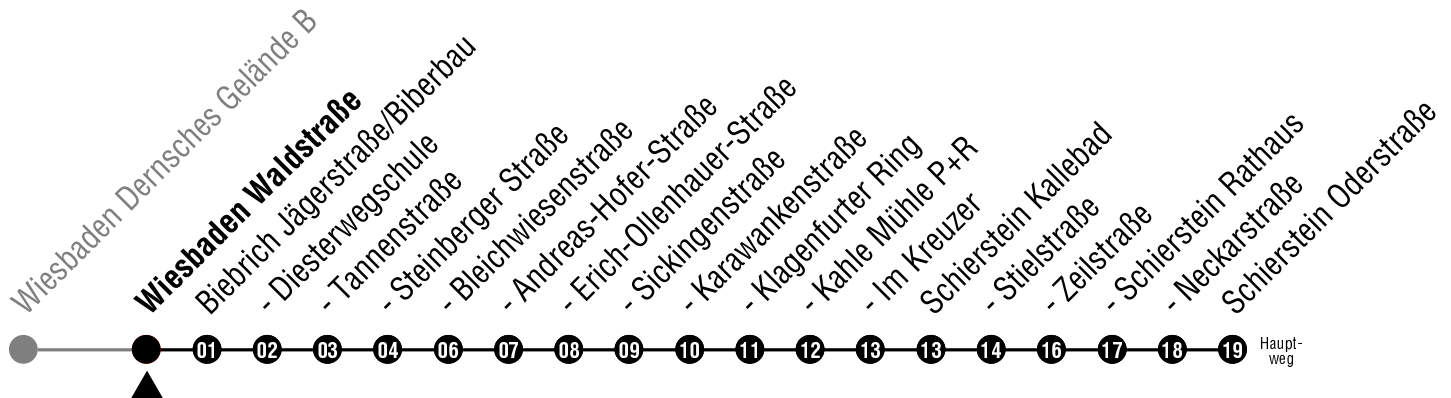 Wiesbaden Dernsches Gelände B
Wiesbaden Waldstraße
Biebrich Jägerstraße/Biberbau
- Diesterwegschule
- Tannenstraße
- Steinberger Straße
- Bleichwiesenstraße
- Andreas-Hofer-Straße
- Erich-Ollenhauer-Straße
- Sickingenstraße
- Karawankenstraße
- Klagenfurter Ring
- Kahle Mühle P+R
- Im Kreuzer
Schierstein Kallebad
- Stielstraße
- Zeilstraße
- Schierstein Rathaus
- Neckarstraße
Schierstein Oderstraße
01 02 03 04 06 07 08 09 10 11 12 13 13 14 16 17 18 19
Haupt-
weg